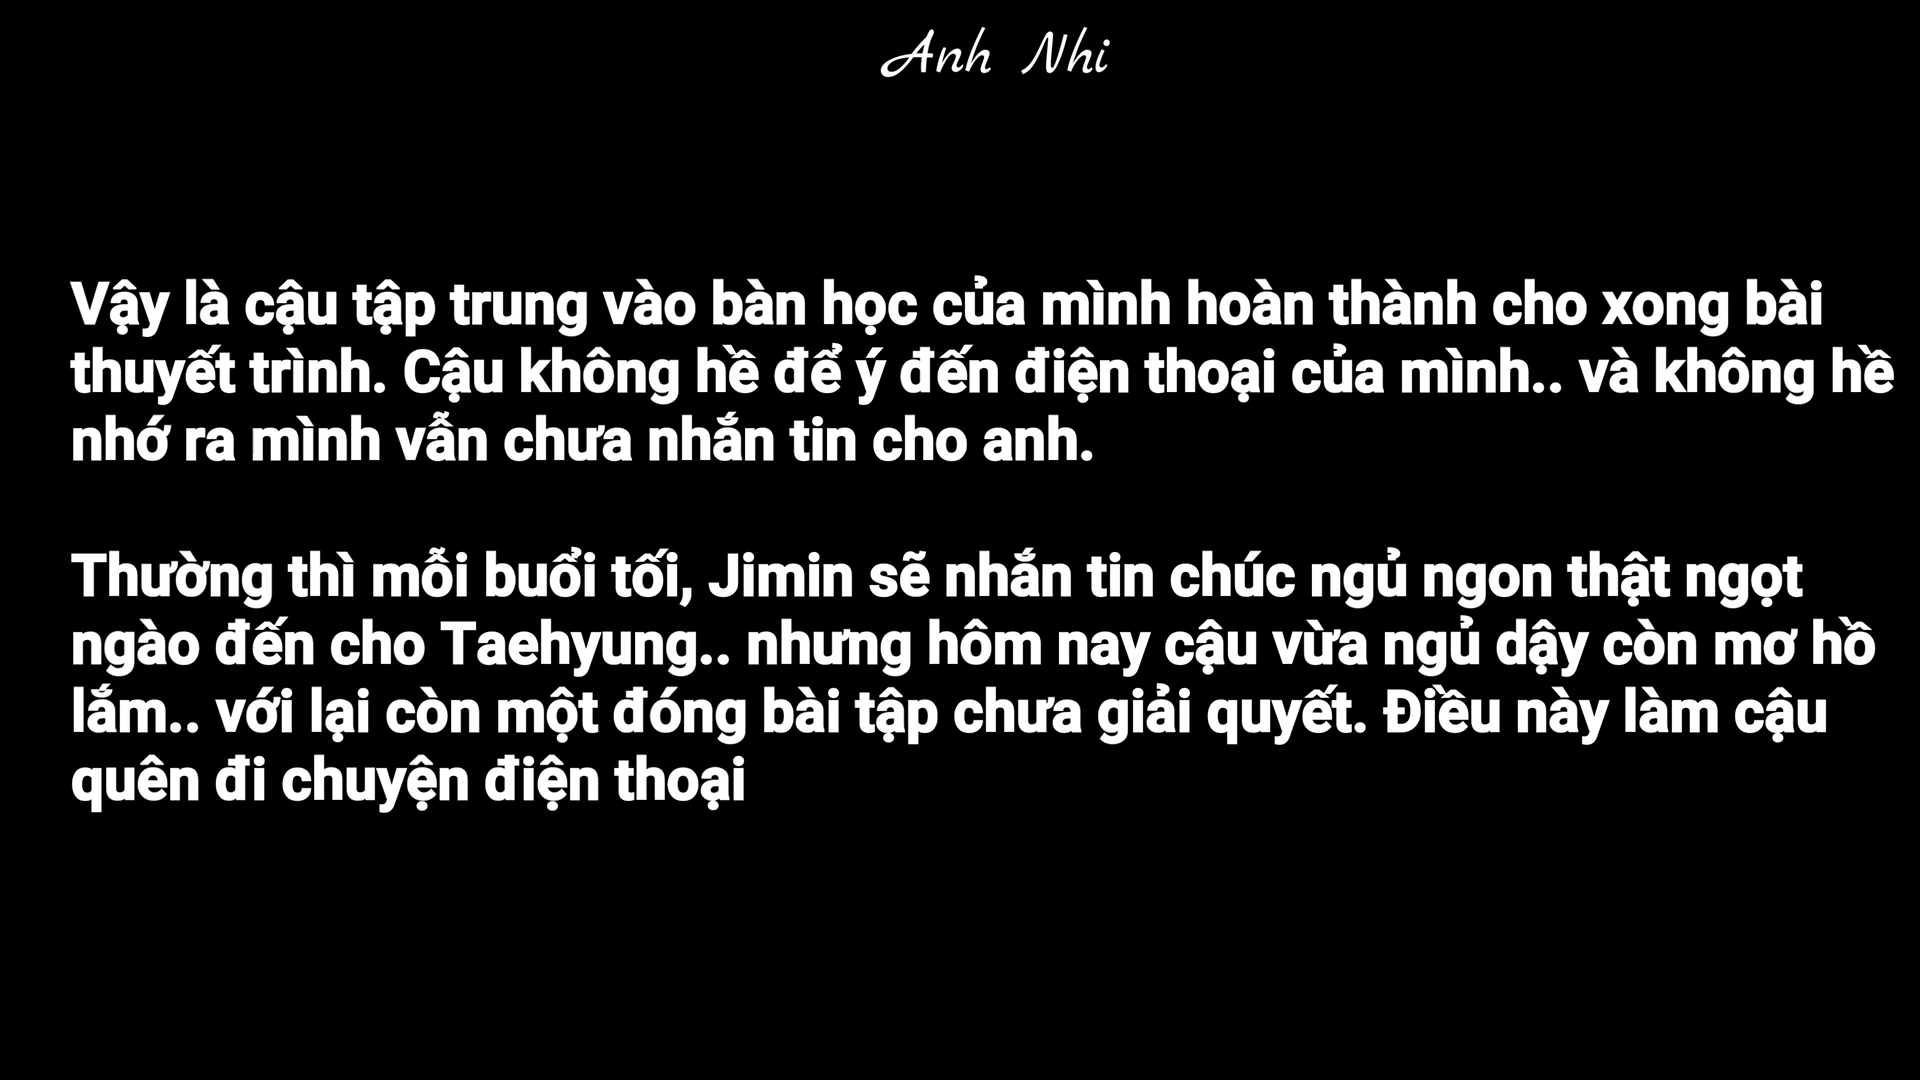 Anh Nhi
Vậy là cậu tập trung vào bàn học của mình hoàn thành cho xong bài
thuyết trình. Cậu không hề để ý đến điện thoại của mình.. và không hề
nhớ ra mình vẫn chưa nhắn tin cho anh.
Thường thì mỗi buổi tối, Jimin sẽ nhắn tin chúc ngủ ngon thật ngọt
ngào đến cho Taehyung.. nhưng hôm nay cậu vừa ngủ dậy còn mơ hồ
lắm.. với lại còn một đóng bài tập chưa giải quyết. Điều này làm cậu
quên đi chuyện điện thoại